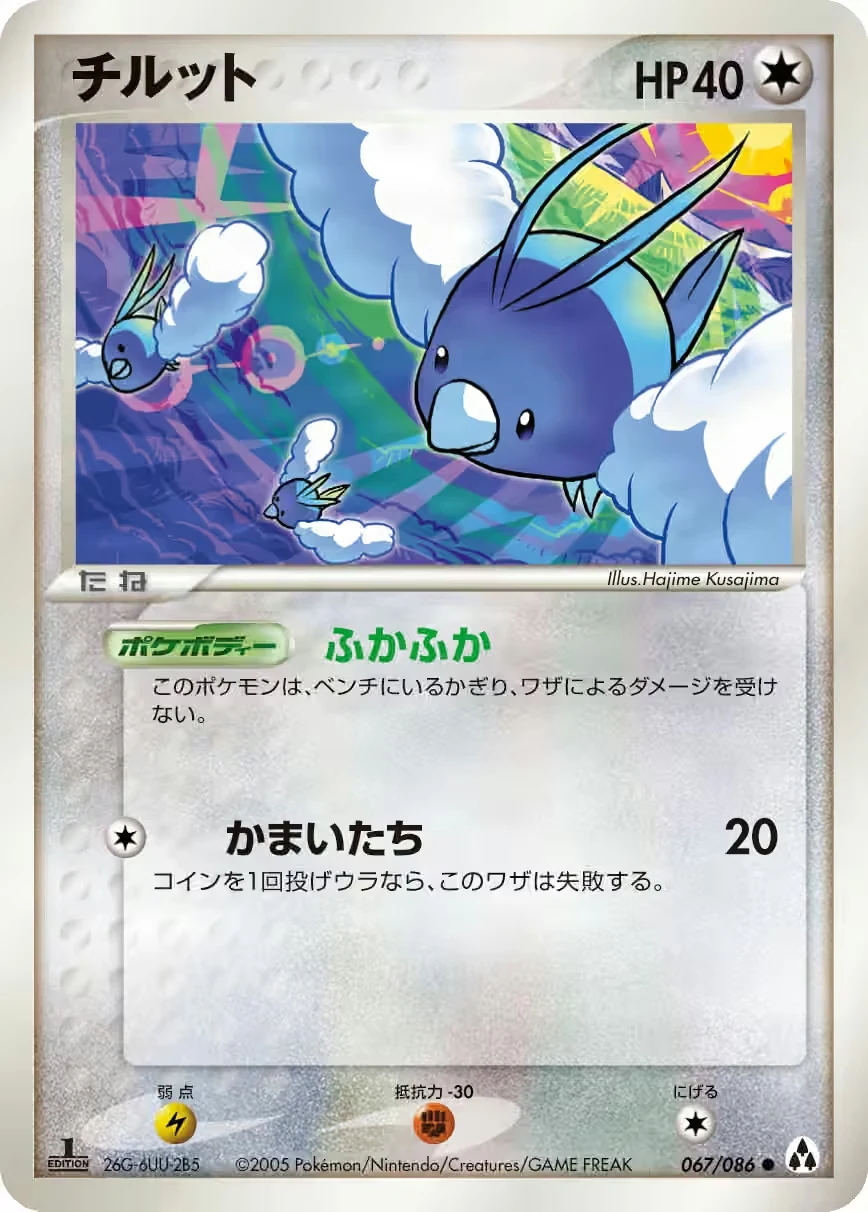 チルット
HP40
たね
Illus.Hajime Kusajima
ポケボディー ふかふか
このポケモンは、ベンチにいるかぎり、ワザによるダメージを受け
ない。
かまいたち 20
コインを1回投げウラなら、このワザは失敗する。
弱点 抵抗力 -30 にげる
1 EDITION 26G-6UU-2B5 ©2005 Pokémon/Nintendo/Creatures/GAME FREAK 067/086 ●